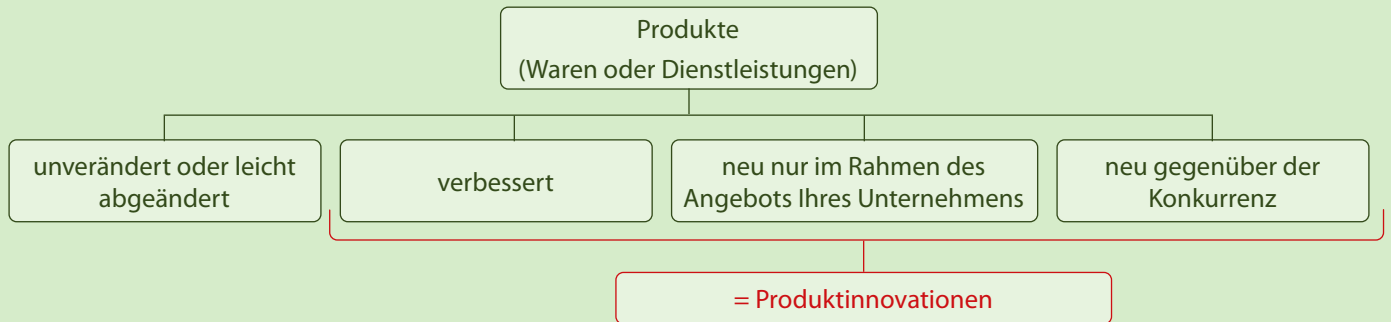 Produkte
(Waren oder Dienstleistungen)
unverändert oder leicht
abgeändert
verbessert
neu nur im Rahmen des
Angebots Ihres Unternehmens
neu gegenüber der
Konkurrenz
= Produktinnovationen